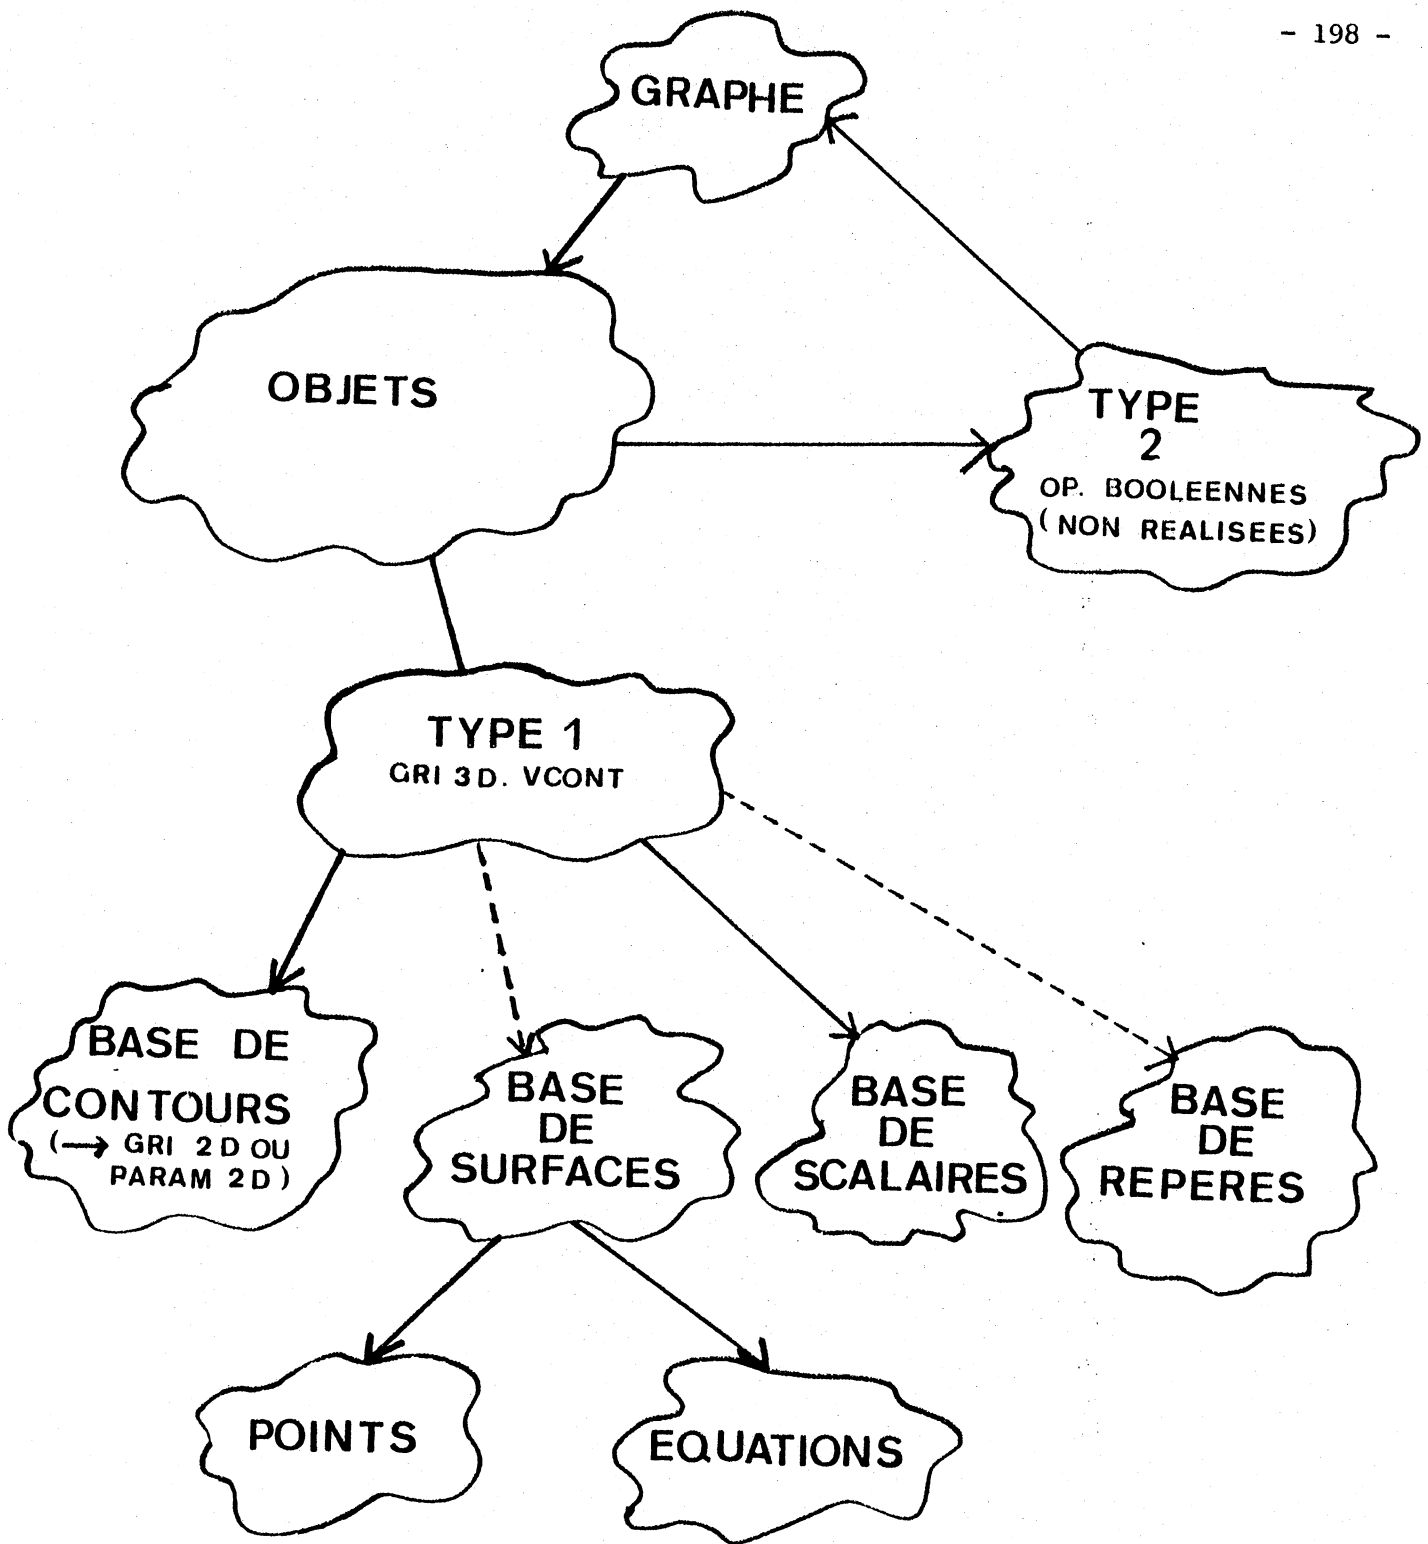 - 198 -
GRAPHE
OBJETS
TYPE
2
OP. BOOLEENNES
(NON REALISEES)
TYPE 1
GRI 3D. VCONT
BASE DE
CONTOURS
(→ GRI 2D OU
PARAM 2D)
BASE
DE
SURFACES
BASE
DE
SCALAIRES
BASE
DE
REPERES
POINTS
EQUATIONS